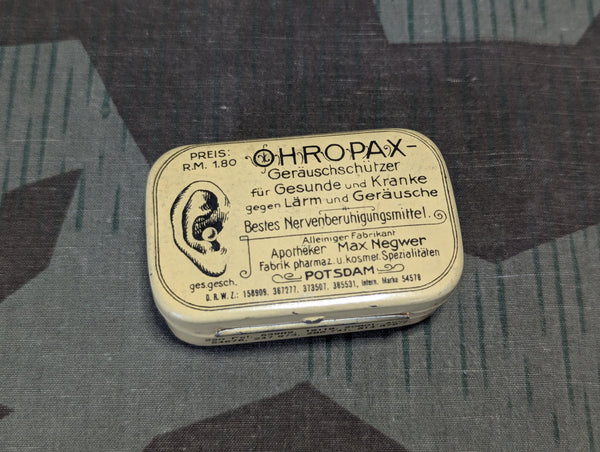 PREIS:
R.M. 1.80
OHROPAX-
Geräuschschützer
für Gesunde und Kranke
gegen Lärm und Geräusche
Bestes Nervenberuhigungsmittel.
Alleiniger Fabrikant
Apotheker Max Negwer
Fabrik pharmaz. u. kosmet. Spezialitäten
POTSDAM
ges. gesch.
D.R.W.Z.: 158909, 367277, 373507, 385531, Intern. Marke 54578